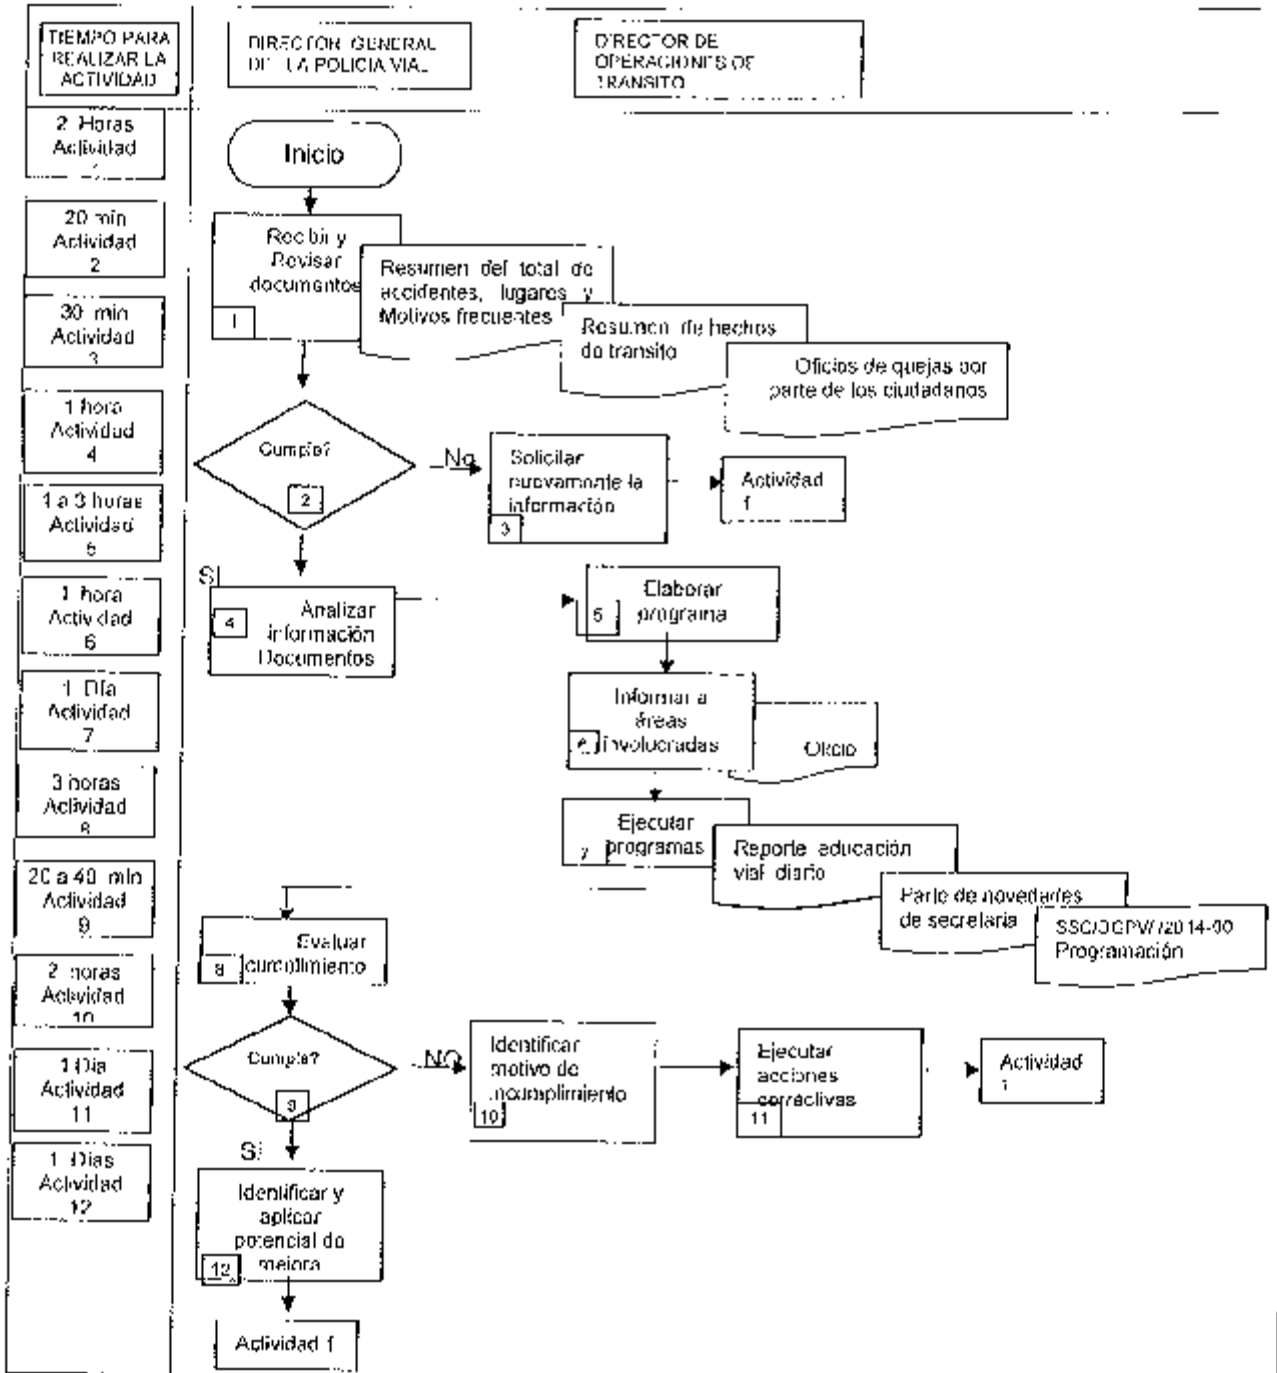 TIEMPO PARA
REALIZAR LA
ACTIVIDAD
DIRECTOR GENERAL
DE LA POLICIA VIAL
DIRECTOR DE
OPERACIONES DE
TRANSITO
2 Horas
Actividad
1
20 min
Actividad
2
30 min
Actividad
3
1 hora
Actividad
4
1 a 3 horas
Actividad
5
1 hora
Actividad
6
1 Día
Actividad
7
3 horas
Actividad
8
20 a 40 min
Actividad
9
2 horas
Actividad
10
1 Dia
Actividad
11
1 Dias
Actividad
12
Inicio
Recibir y
Revisar
documentos
1
Resumen del total de
accidentes, lugares y
Motivos frecuentes
Resumen de hechos
de transito
Oficios de quejas por
parte de los ciudadanos
Cumple?
2
No
Solicitar
nuevamente la
información
3
Actividad
1
Si
4
Analizar
información
Documentos
Elaborar
programa
5
Informar a
áreas
involucradas
6
Oficio
Ejecutar
programas
7
Reporte educación
vial diario
Parte de novedades
de secretaria
Programación
Evaluar
cumplimiento
8
Cumple?
9
NO
Identificar
motivo de
incumplimiento
10
Ejecutar
acciones
correctivas
11
Actividad
1
Si
Identificar y
aplicar
potencial de
mejora
12
Actividad 1